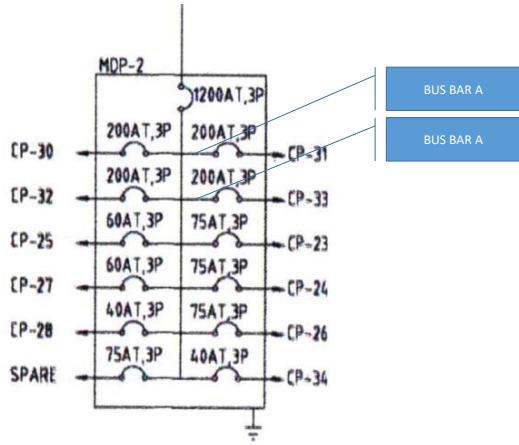 MDP-2
1200AT,3P
BUS BAR A
BUS BAR A
200AT,3P 200AT,3P
CP-30 CP-31
200AT,3P 200AT,3P
CP-32 CP-33
60AT,3P 75AT,3P
CP-25 CP-23
60AT,3P 75AT,3P
CP-27 CP-24
40AT,3P 75AT,3P
CP-28 CP-26
75AT,3P 40AT,3P
SPARE CP-34